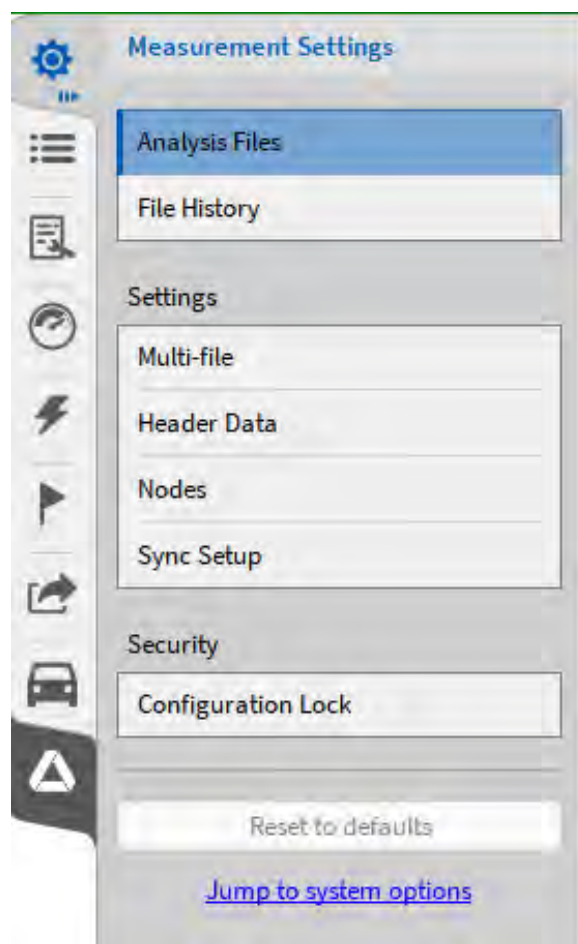 Measurement Settings
Analysis Files
File History
Settings
Multi-file
Header Data
Nodes
Sync Setup
Security
Configuration Lock
Reset to defaults
Jump to system options